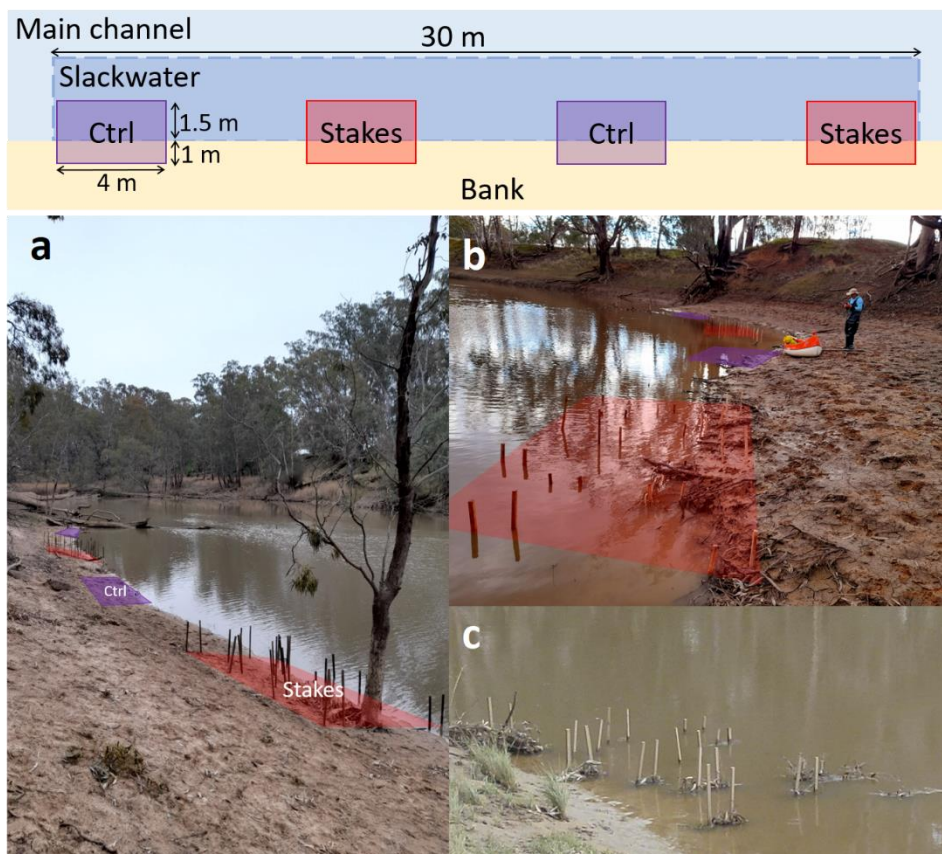 Main channel
30 m
Slackwater
Ctrl
1.5 m
1 m
4 m
Stakes
Ctrl
Stakes
Bank
a
Ctrl
Stakes
b
c